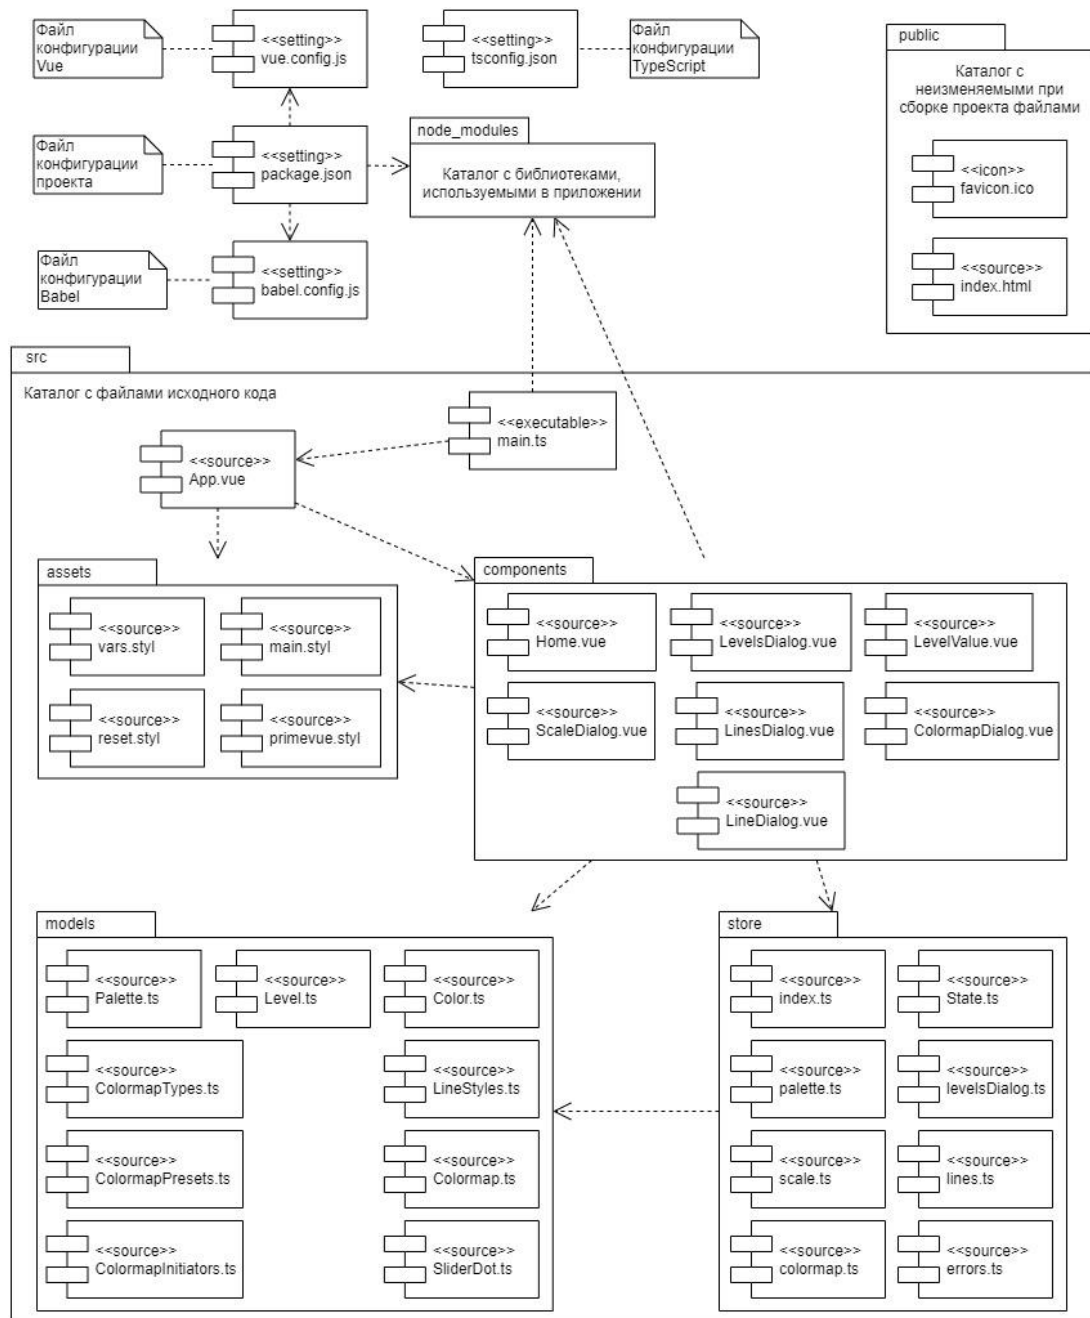 Файл
конфигурации
Vue
<<setting>>
vue.config.js
<<setting>>
tsconfig.json
Файл
конфигурации
TypeScript
public
Каталог с
неизменяемыми при
сборке проекта файлами
<<icon>>
favicon.ico
<<source>>
index.html
Файл
конфигурации
проекта
<<setting>>
package.json
node_modules
Каталог с библиотеками,
используемыми в приложении
Файл
конфигурации
Babel
<<setting>>
babel.config.js
src
Каталог с файлами исходного кода
<<executable>>
main.ts
<<source>>
App.vue
assets
<<source>>
vars.styl
<<source>>
main.styl
<<source>>
reset.styl
<<source>>
primevue.styl
components
<<source>>
Home.vue
<<source>>
LevelsDialog.vue
<<source>>
LevelValue.vue
<<source>>
ScaleDialog.vue
<<source>>
LinesDialog.vue
<<source>>
ColormapDialog.vue
<<source>>
LineDialog.vue
models
<<source>>
Palette.ts
<<source>>
Level.ts
<<source>>
Color.ts
<<source>>
ColormapTypes.ts
<<source>>
LineStyles.ts
<<source>>
ColormapPresets.ts
<<source>>
Colormap.ts
<<source>>
ColormapInitiators.ts
<<source>>
SliderDot.ts
store
<<source>>
index.ts
<<source>>
State.ts
<<source>>
palette.ts
<<source>>
levelsDialog.ts
<<source>>
scale.ts
<<source>>
lines.ts
<<source>>
colormap.ts
<<source>>
errors.ts